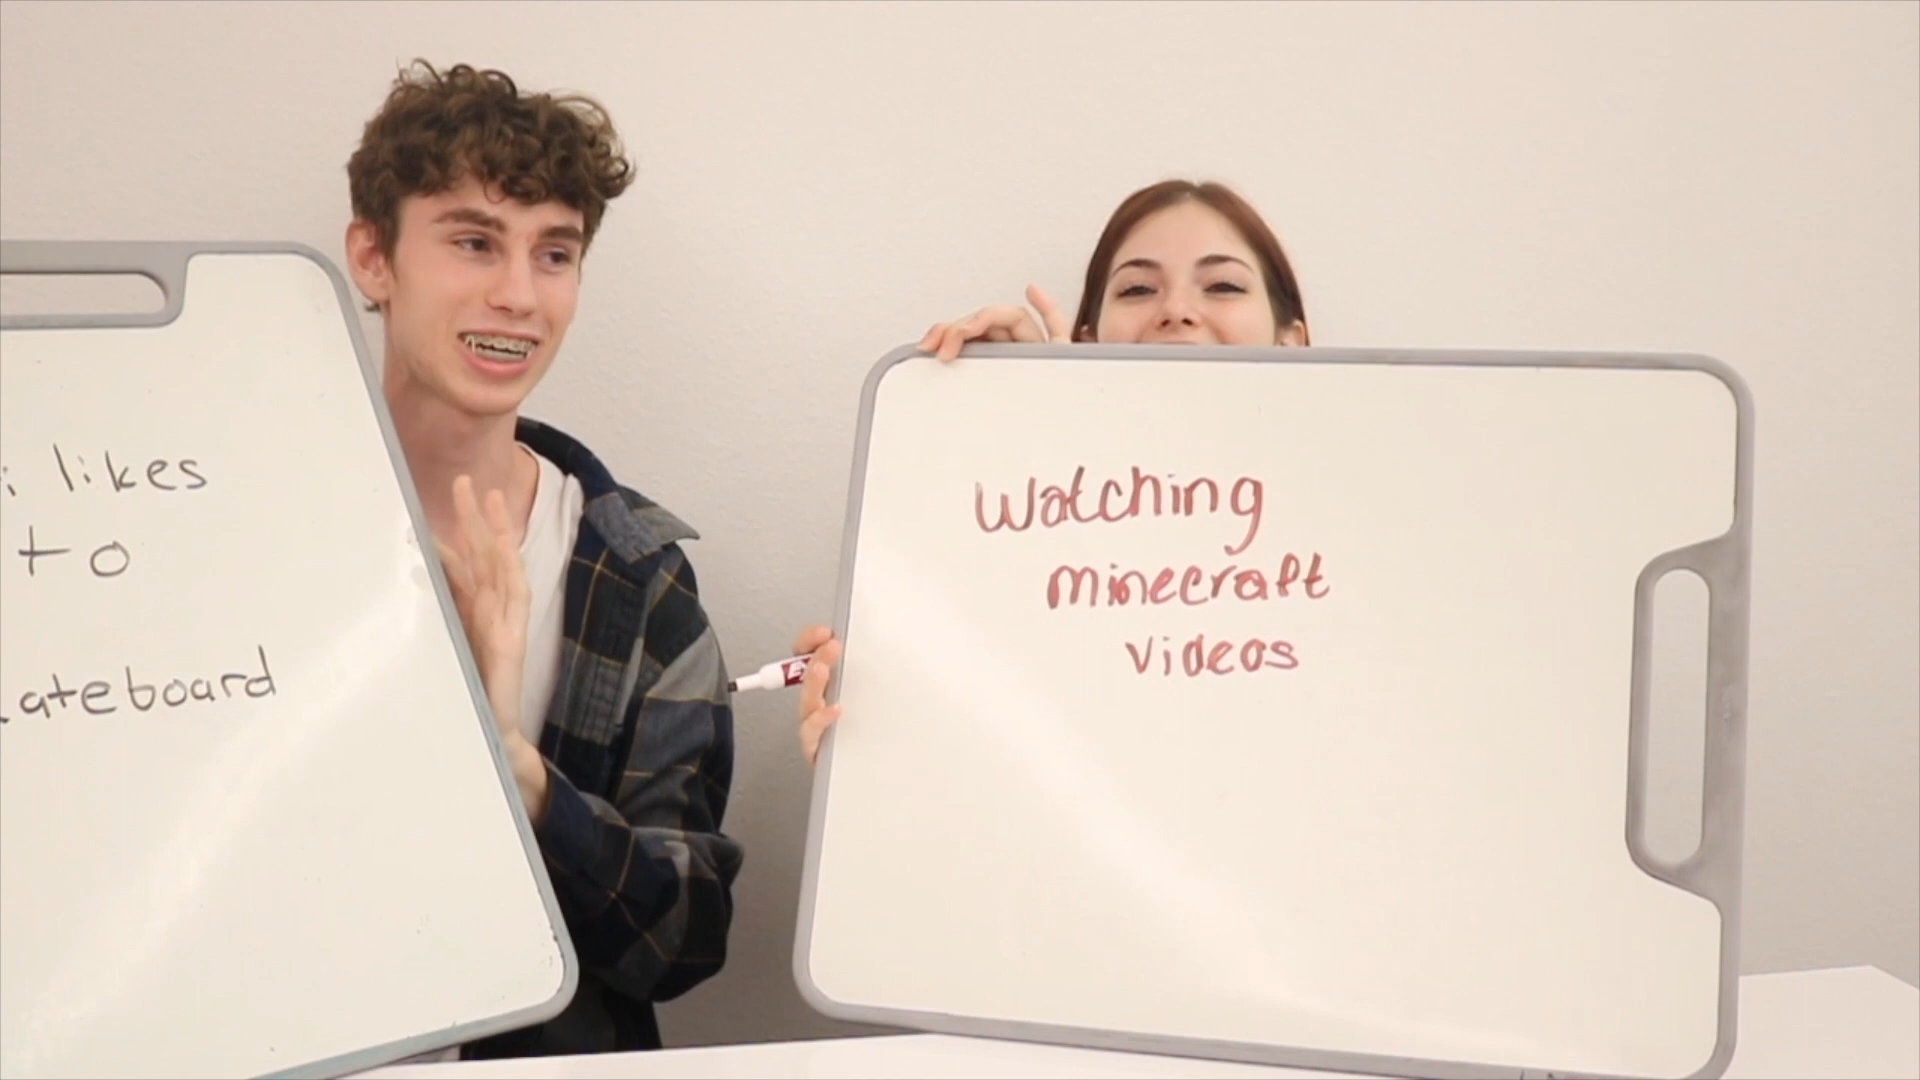 likes
to
ateboard
Watching
minecraft
videos